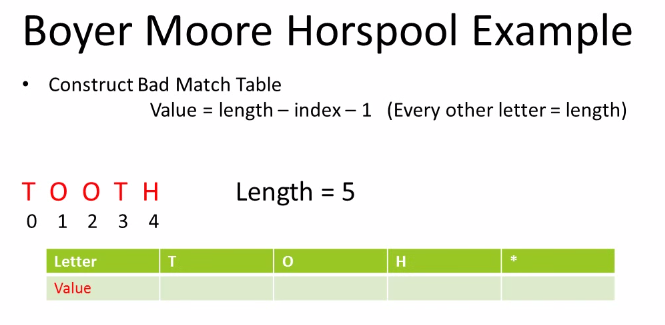 Boyer Moore Horspool Example
• Construct Bad Match Table
Value = length – index – 1 (Every other letter = length)
T O O T H Length = 5
0 1 2 3 4
Letter T O H *
Value